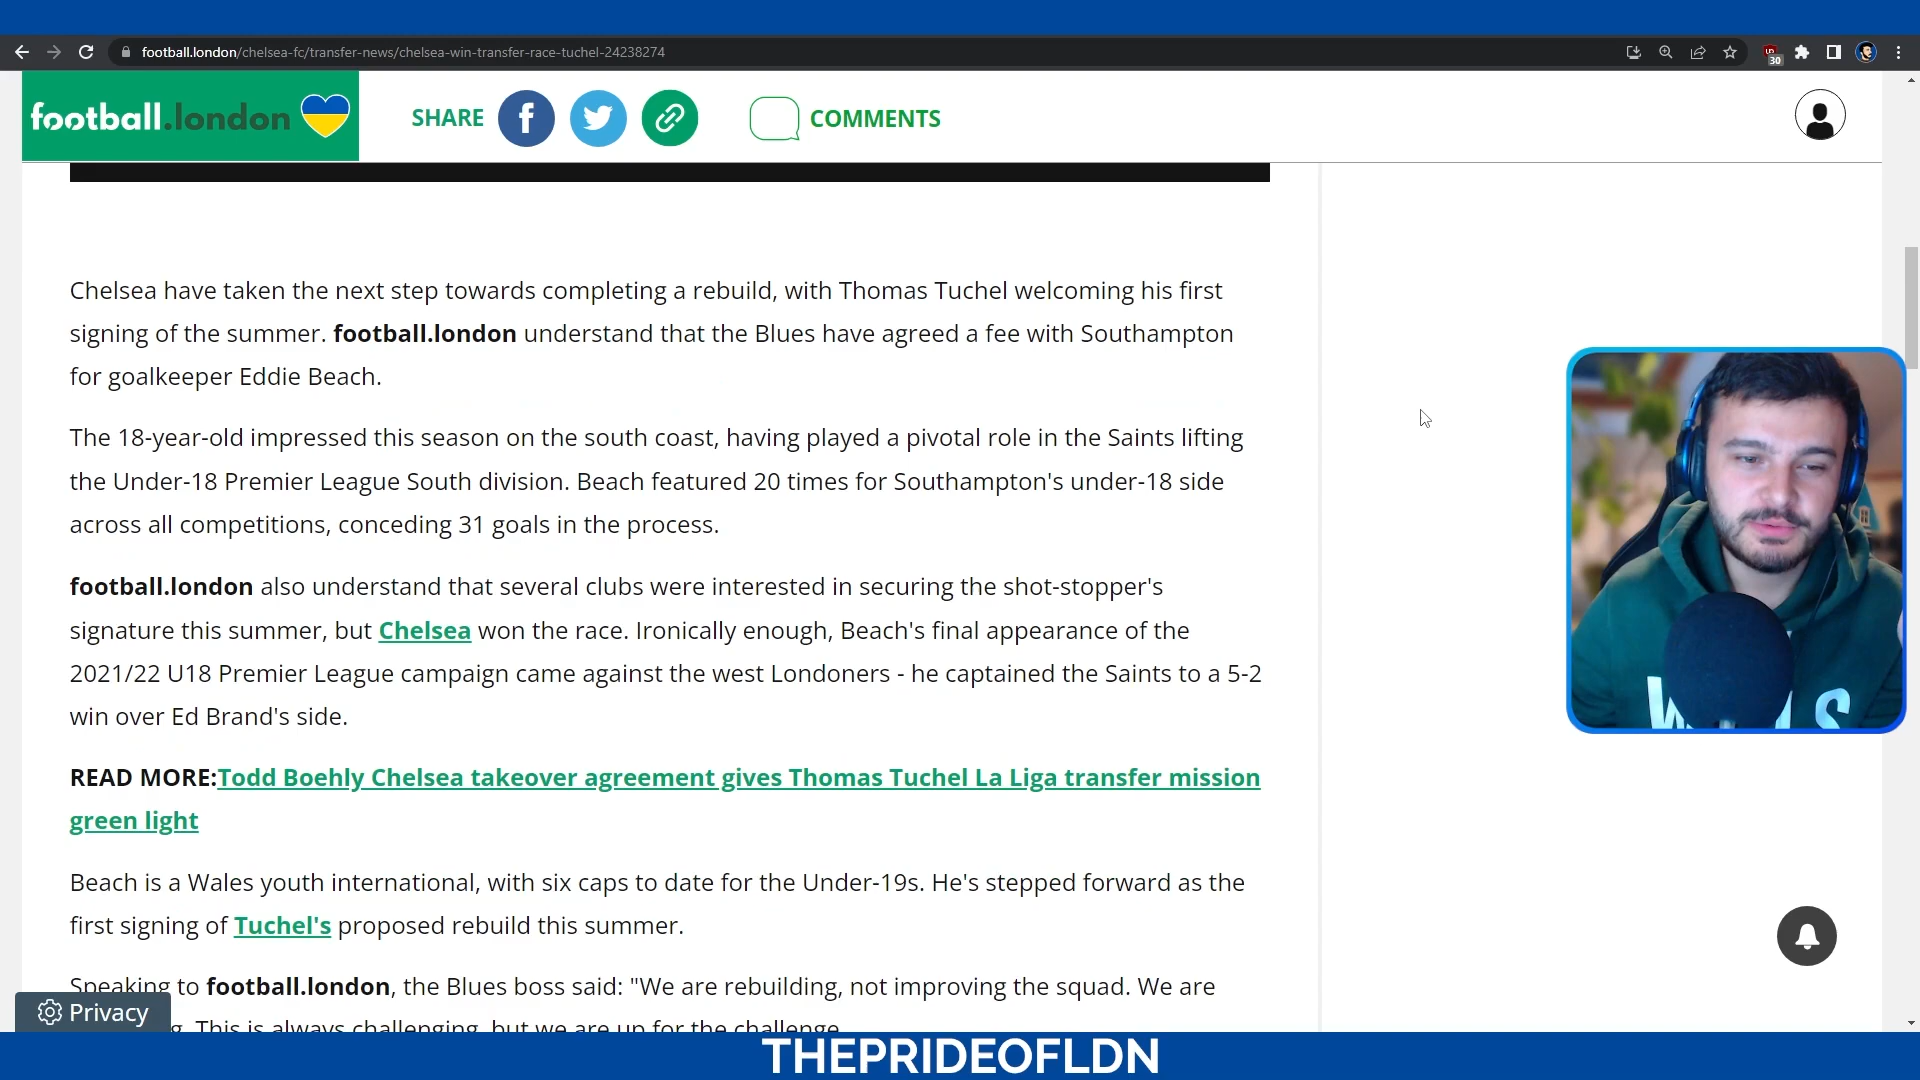 football.london/chelsea-fc/transfer-news/chelsea-win-transfer-race-tuchel-24238274
30
football.london
SHARE
COMMENTS
Chelsea have taken the next step towards completing a rebuild, with Thomas Tuchel welcoming his first
signing of the summer. football.london understand that the Blues have agreed a fee with Southampton
for goalkeeper Eddie Beach.
The 18-year-old impressed this season on the south coast, having played a pivotal role in the Saints lifting
the Under-18 Premier League South division. Beach featured 20 times for Southampton's under-18 side
across all competitions, conceding 31 goals in the process.
football.london also understand that several clubs were interested in securing the shot-stopper's
signature this summer, but Chelsea won the race. Ironically enough, Beach's final appearance of the
2021/22 U18 Premier League campaign came against the west Londoners - he captained the Saints to a 5-2
win over Ed Brand's side.
READ MORE:Todd Boehly Chelsea takeover agreement gives Thomas Tuchel La Liga transfer mission
green light
Beach is a Wales youth international, with six caps to date for the Under-19s. He's stepped forward as the
first signing of Tuchel's proposed rebuild this summer.
Speaking to football.london, the Blues boss said: "We are rebuilding, not improving the squad. We are
Privacy
This is always challenging, but we are up for the challenge
THEPRIDEOFLDN